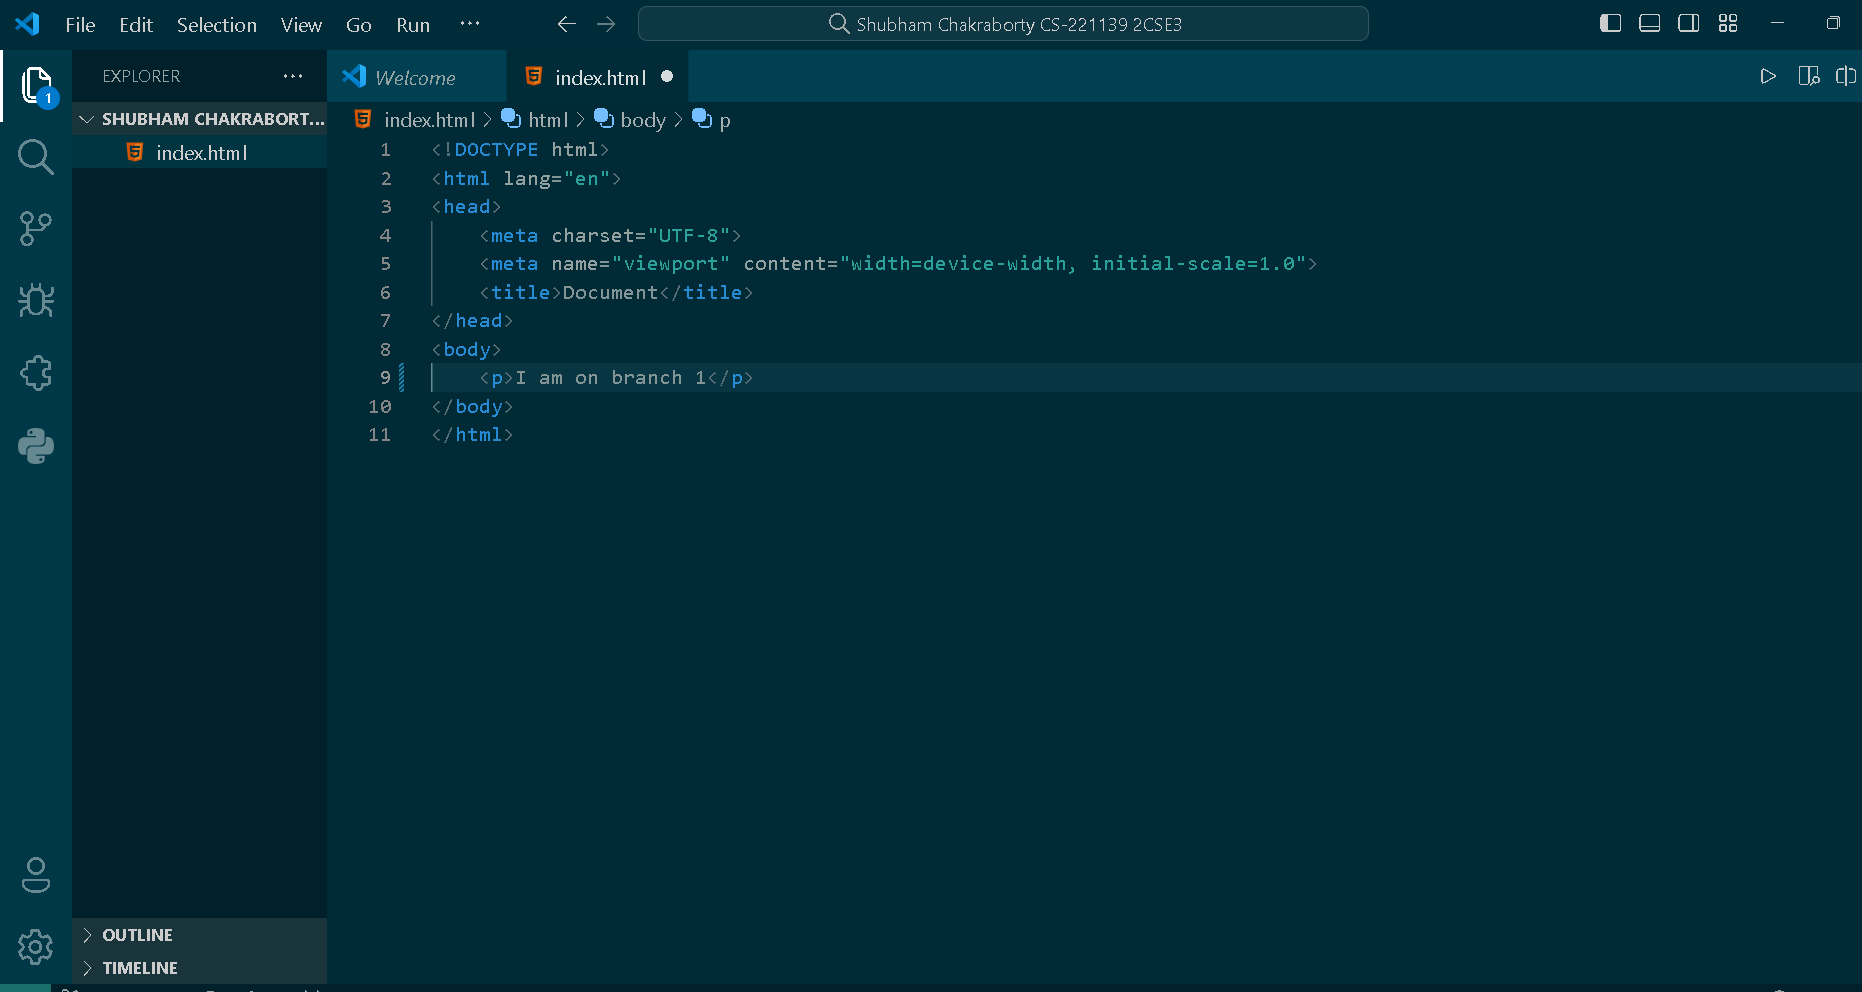 File Edit Selection View Go Run ··· Shubham Chakraborty CS-221139 2CSE3
EXPLORER ···
1
SHUBHAM CHAKRABORT...
index.html
Welcome index.html
index.html > html > body > p
1 <!DOCTYPE html>
2 <html lang="en">
3 <head>
4 <meta charset="UTF-8">
5 <meta name="viewport" content="width=device-width, initial-scale=1.0">
6 <title>Document</title>
7 </head>
8 <body>
9 <p>I am on branch 1</p>
10 </body>
11 </html>
OUTLINE
TIMELINE